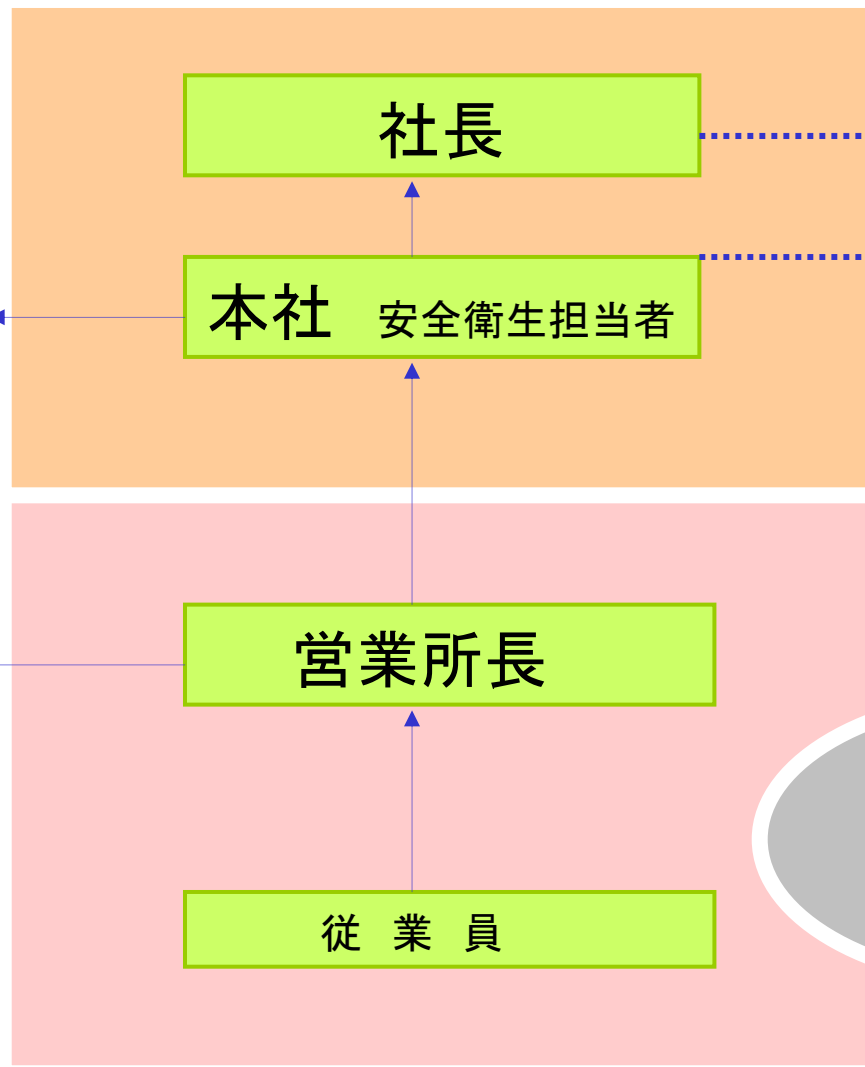 社長
本社　安全衛生担当者
営業所長
従　業　員